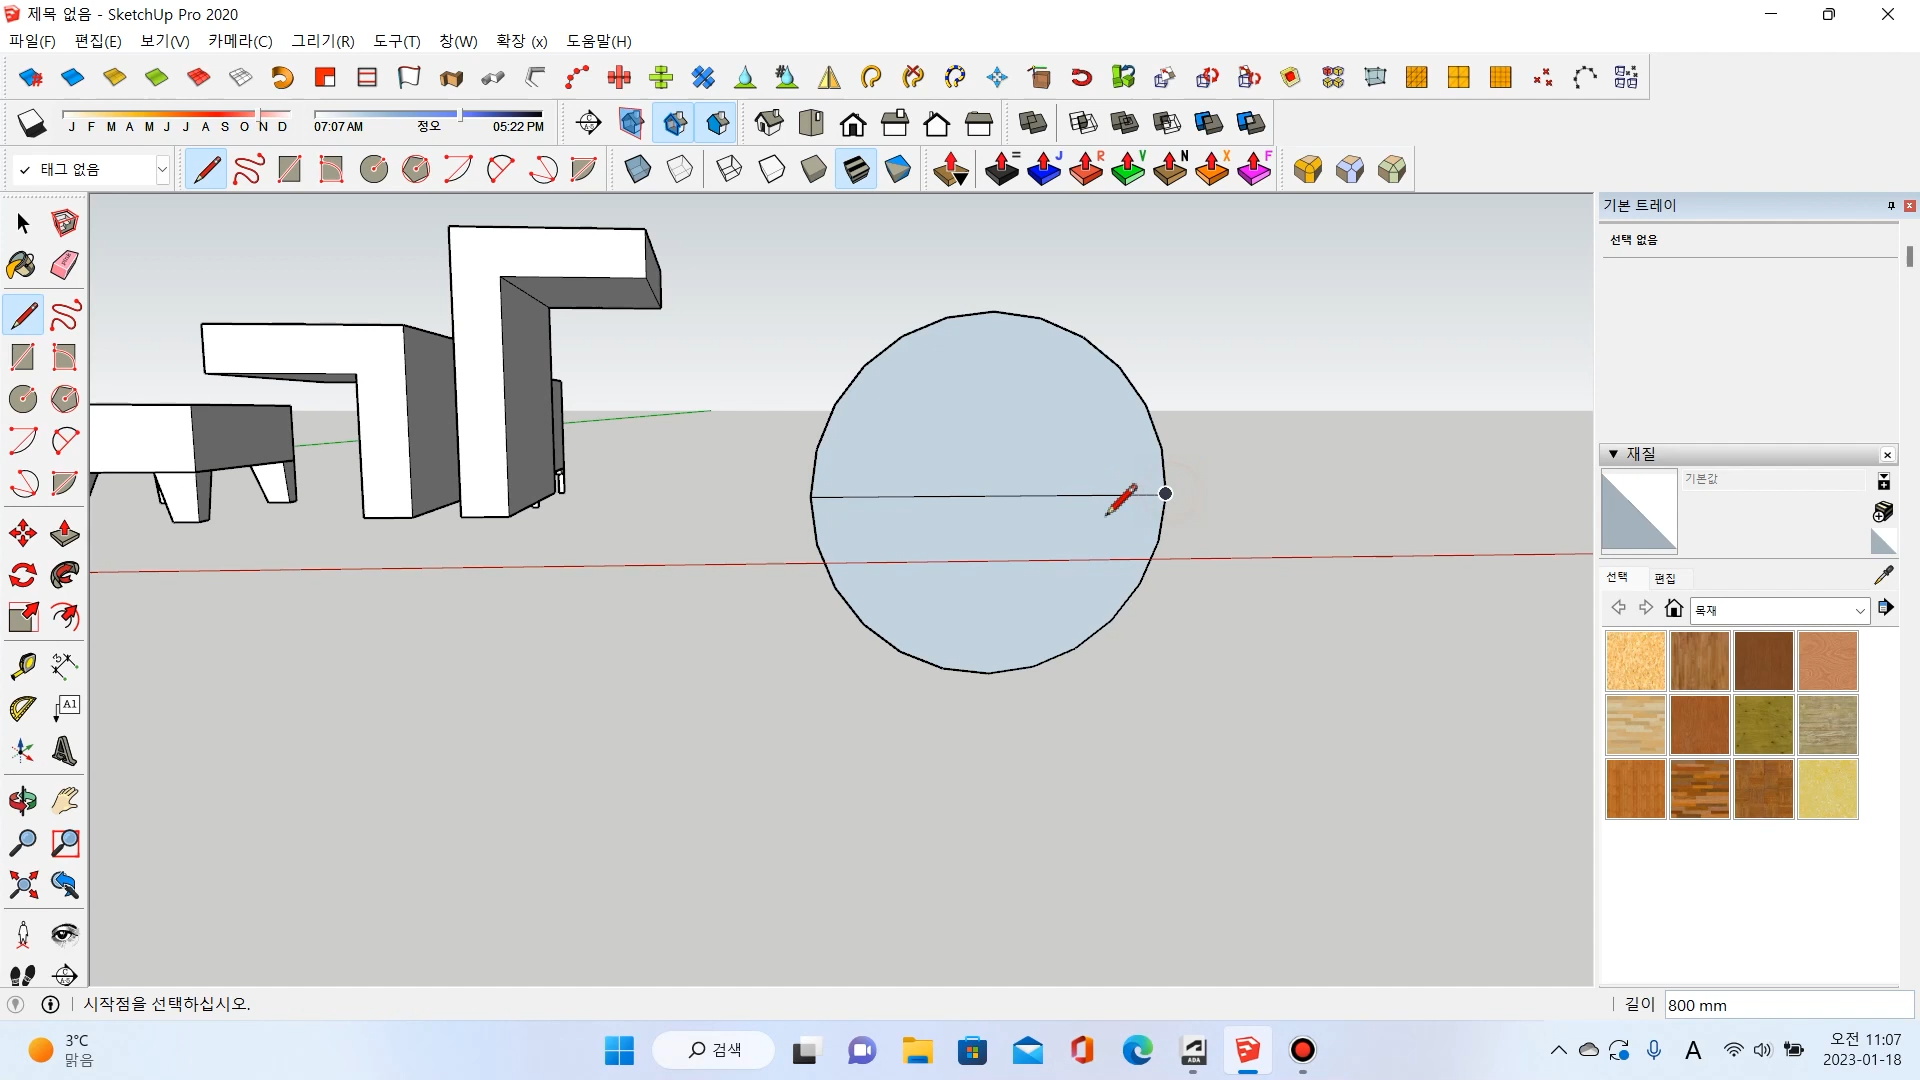 제목 없음 - SketchUp Pro 2020
파일(F) 편집(E) 보기(V) 카메라(C) 그리기(R) 도구(T) 창(W) 확장 (x) 도움말(H)
J F M A M J J A S O N D 07:07 AM 정오 05:22 PM
태그 없음
= J R V N X F
기본 트레이
선택 없음
재질
기본값
선택 편집
목재
A1
시작점을 선택하십시오.
길이 800 mm
3°C
맑음
검색
A
오전 11:07
2023-01-18